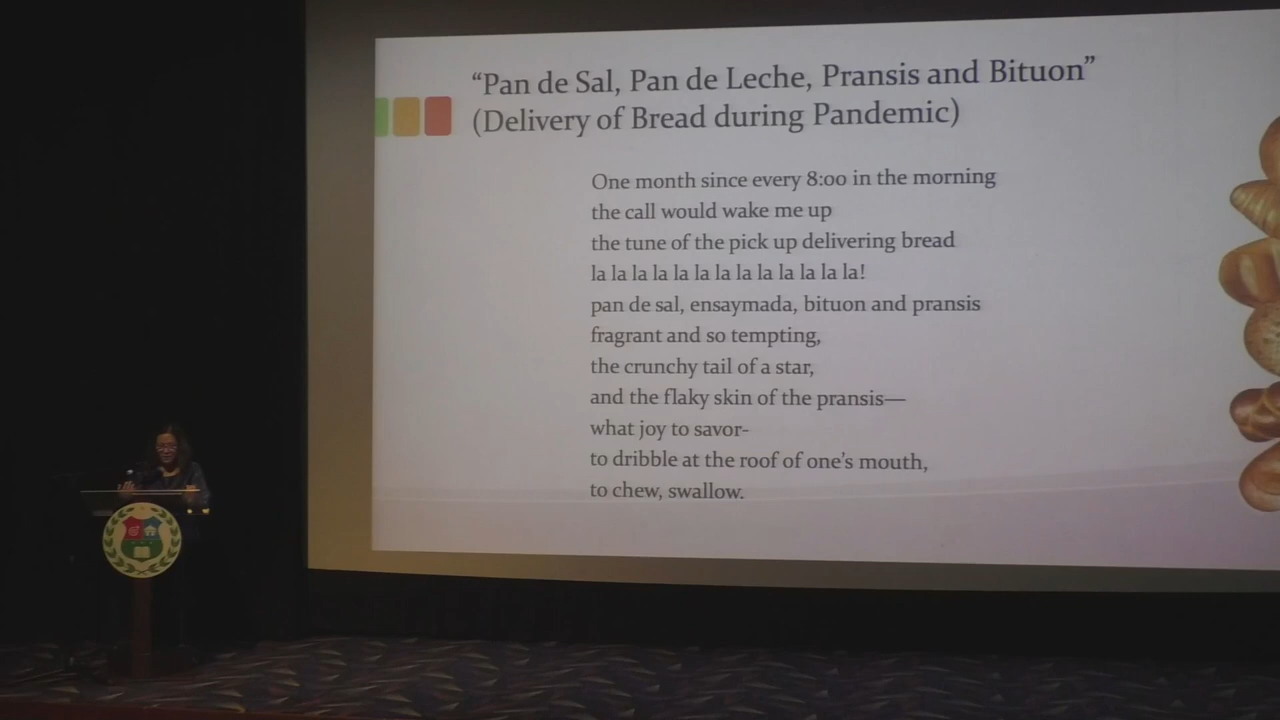 “Pan de Sal, Pan de Leche, Pransis and Bituon”
(Delivery of Bread during Pandemic)
One month since every 8:00 in the morning
the call would wake me up
the tune of the pick up delivering bread
la la la la la la la la la la la la la!
pan de sal, ensaymada, bituon and pransis
fragrant and so tempting,
the crunchy tail of a star,
and the flaky skin of the pransis—
what joy to savor-
to dribble at the roof of one’s mouth,
to chew, swallow.